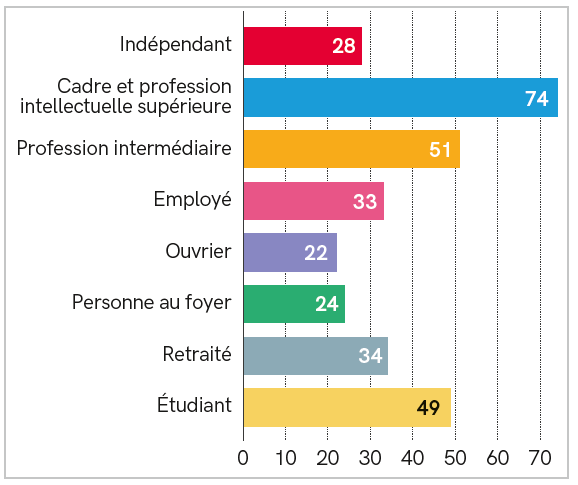 Indépendant 28
Cadre et profession
intellectuelle supérieure 74
Profession intermédiaire 51
Employé 33
Ouvrier 22
Personne au foyer 24
Retraité 34
Étudiant 49
0 10 20 30 40 50 60 70